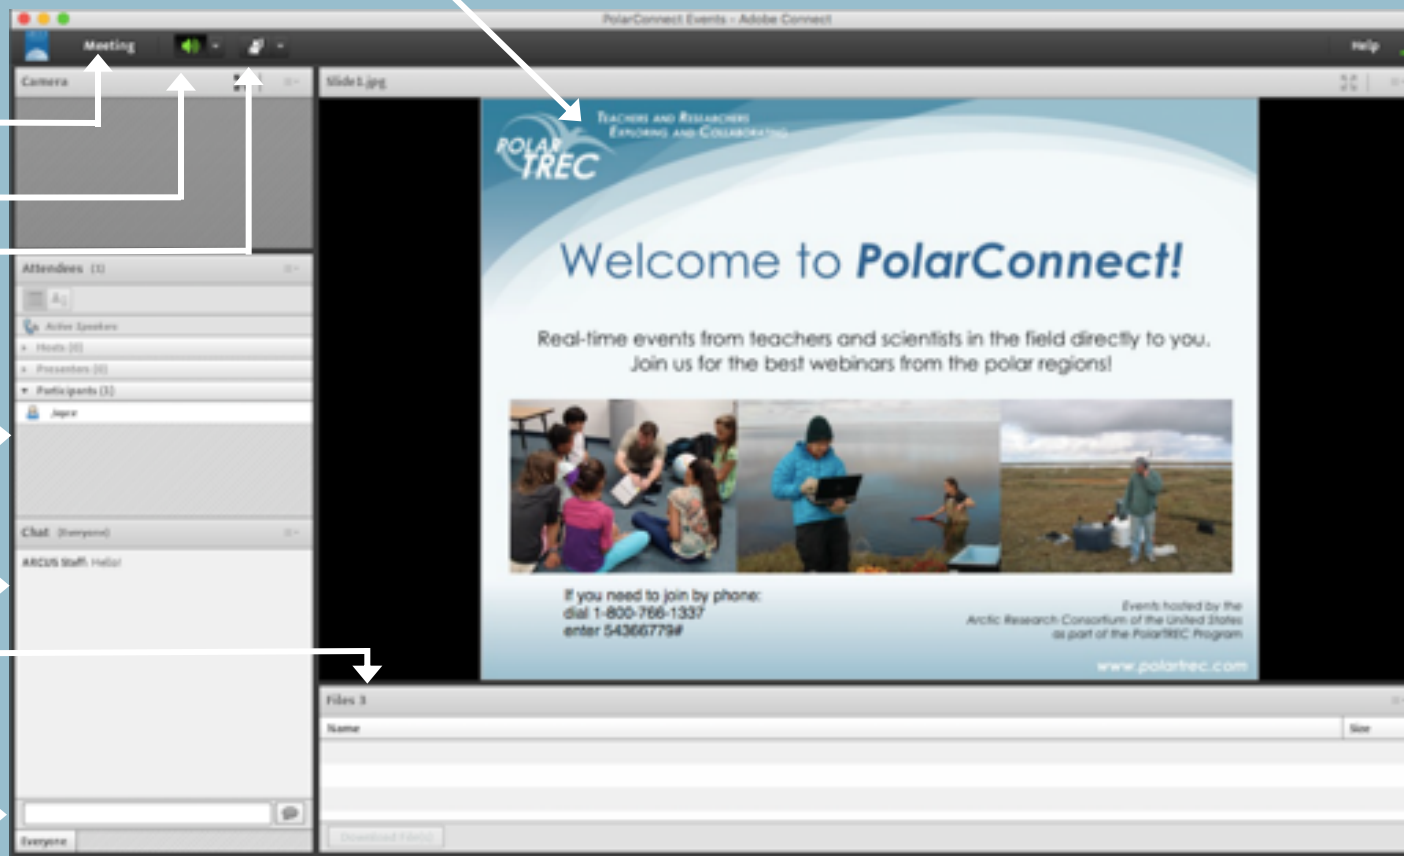 PolarConnect Events - Adobe Connect
Meeting
Help
Camera
Slide1.jpg
TEACHERS AND RESEARCHERS
EXPLORING AND COLLABORATING
POLAR
TREC
Welcome to PolarConnect!
Real-time events from teachers and scientists in the field directly to you.
Join us for the best webinars from the polar regions!
If you need to join by phone:
dial 1-800-766-1337
enter 54366779#
Events hosted by the
Arctic Research Consortium of the United States
as part of the PolarTREC Program
www.polartrec.com
Attendees (1)
Active Speakers
Hosts (0)
Presenters (0)
Participants (1)
Joyce
Chat (Everyone)
ARCUS Staff: Hello!
Everyone
Files 3
Name
Size
Download File(s)